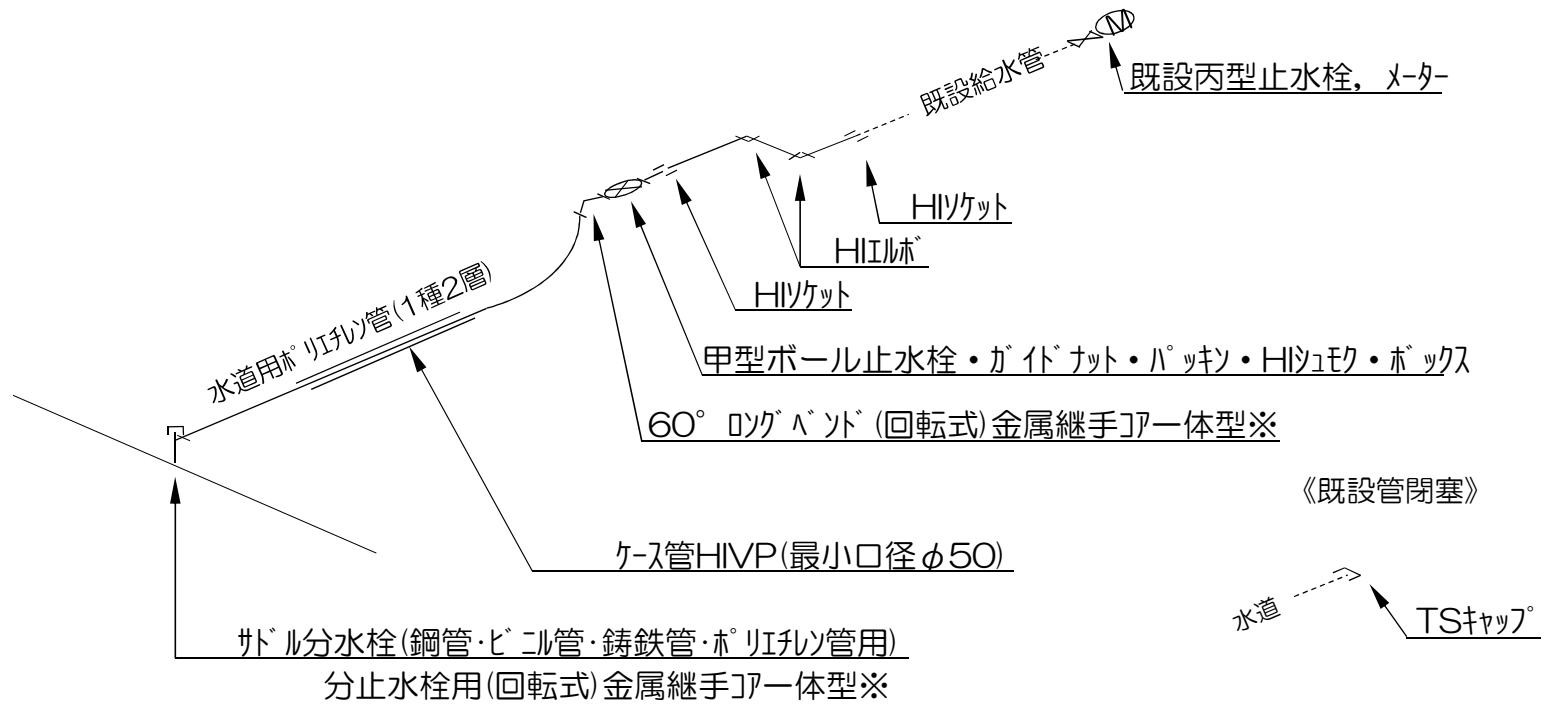 M
既設給水管
既設丙型止水栓，ﾒｰﾀｰ
HIｿｹｯﾄ
HIｴﾙﾎﾞ
HIｿｹｯﾄ
水道用ﾎﾟﾘｴﾁﾚﾝ管(1種2層)
甲型ボール止水栓・ｶﾞｲﾄﾞﾅｯﾄ・ﾊﾟｯｷﾝ・HIｼｭﾓｸ・ﾎﾞｯｸｽ
60°ﾛﾝｸﾞﾍﾞﾝﾄﾞ(回転式)金属継手ｺｱ一体型※
《既設管閉塞》
ｹｰｽ管HIVP(最小口径φ50)
水道
TSｷｬｯﾌﾟ
ｻﾄﾞﾙ分水栓(鋼管･ﾋﾞﾆﾙ管･鋳鉄管･ﾎﾟﾘｴﾁﾚﾝ管用)
分止水栓用(回転式)金属継手ｺｱ一体型※